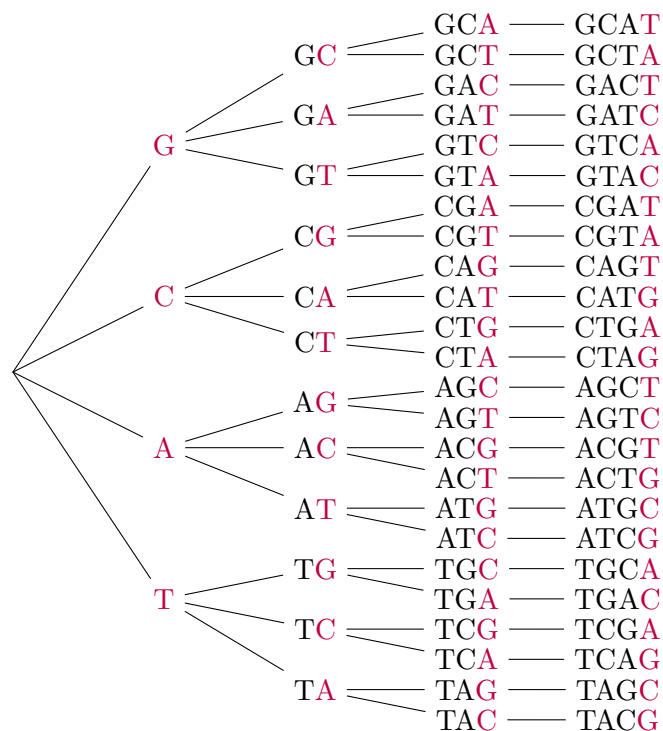 GCA GCAT
GC
GCT GCTA
GAC GACT
GA
GAT GATC
G
GTC GTCA
GT
GTA GTAC
CGA CGAT
CG
CGT CGTA
CAG CAGT
C CA CAT CATG
CTG CTGA
CT
CTA CTAG
AGC AGCT
AG
AGT AGTC
A AC ACG ACGT
ACT ACTG
AT ATG ATGC
ATC ATCG
TG TGC TGCA
T TGA TGAC
TC TCG TCGA
TCA TCAG
TA TAG TAGC
TAC TACG